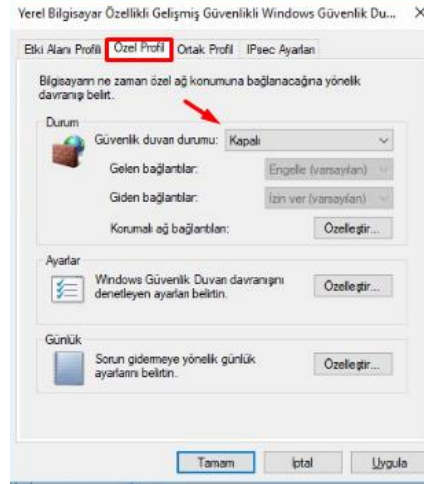 Yerel Bilgisayar Özellikli Gelişmiş Güvenlikli Windows Güvenlik Du...
Etki Alanı Profili Özel Profil Ortak Profil IPsec Ayarları
Bilgisayarın ne zaman özel ağ konumuna bağlanacağına yönelik
davranışı belirt.
Durum
Güvenlik duvarı durumu: Kapalı
Gelen bağlantılar: Engelle (varsayılan)
Giden bağlantılar: İzin ver (varsayılan)
Korumalı ağ bağlantıları: Özelleştir...
Ayarlar
Windows Güvenlik Duvarı davranışını
denetleyen ayarları belirtin. Özelleştir...
Günlük
Sorun gidermeye yönelik günlük
ayarlarını belirtin. Özelleştir...
Tamam İptal Uygula